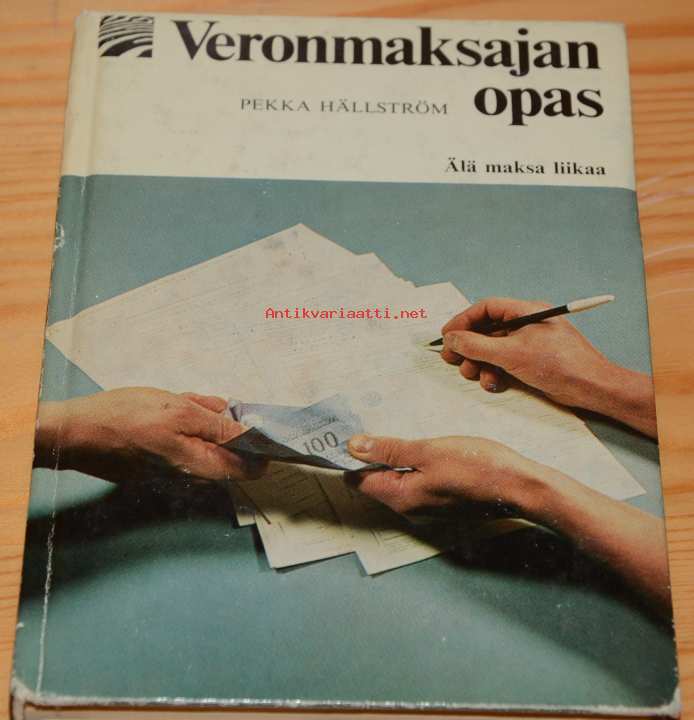 Veronmaksajan
opas
PEKKA HÄLLSTRÖM
Älä maksa liikaa
Antikvariaatti.net
100